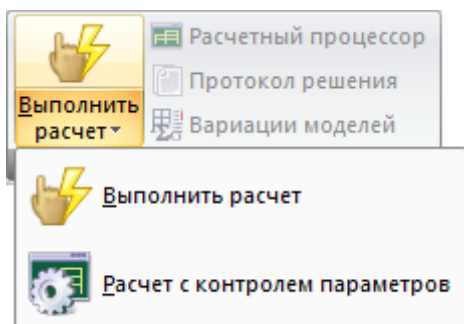 Выполнить
расчет
Расчетный процессор
Протокол решения
Вариации моделей
Выполнить расчет
Расчет с контролем параметров